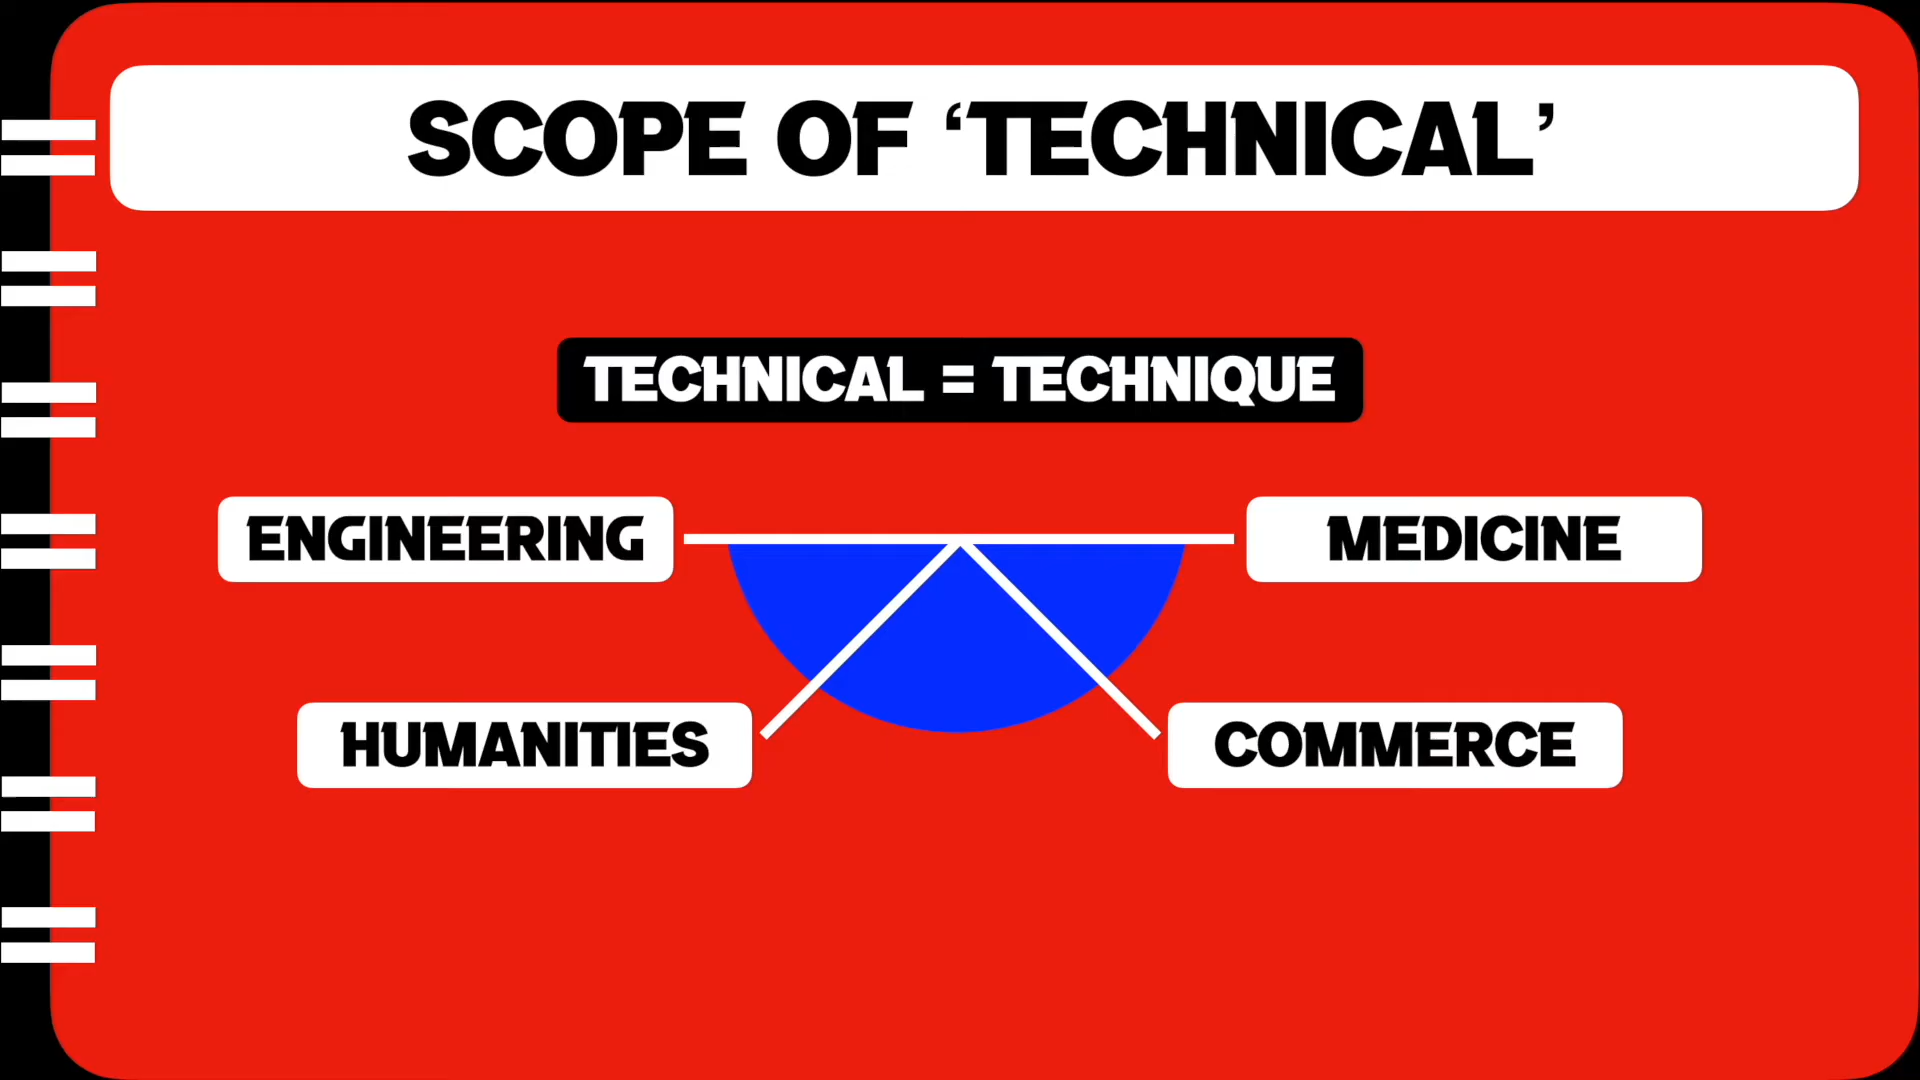 SCOPE OF ‘TECHNICAL’
TECHNICAL = TECHNIQUE
ENGINEERING
MEDICINE
HUMANITIES
COMMERCE